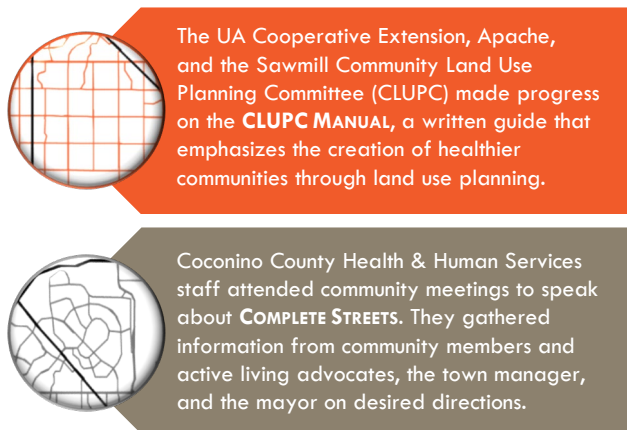 The UA Cooperative Extension, Apache,
and the Sawmill Community Land Use
Planning Committee (CLUPC) made progress
on the CLUPC MANUAL, a written guide that
emphasizes the creation of healthier
communities through land use planning.
Coconino County Health & Human Services
staff attended community meetings to speak
about COMPLETE STREETS. They gathered
information from community members and
active living advocates, the town manager,
and the mayor on desired directions.